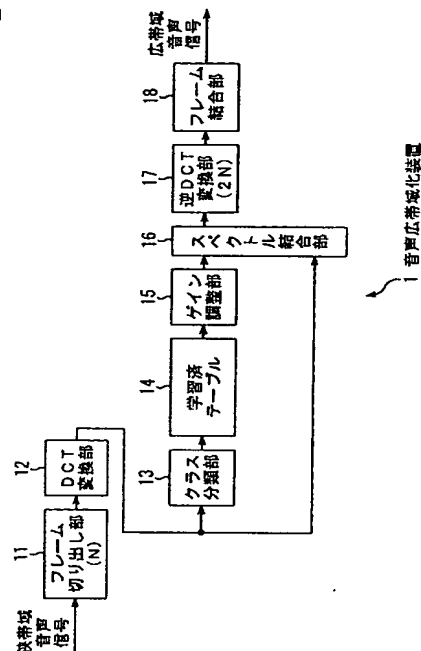 狭帯域
音声
信号
11
フレーム
切り出し部
(N)
12
DCT
変換部
13
クラス
分類部
14
学習済
テーブル
15
ゲイン
調整部
16
スペクトル結合部
17
逆DCT
変換部
(2N)
18
フレーム
結合部
広帯域
音声
信号
1 音声広帯域化装置